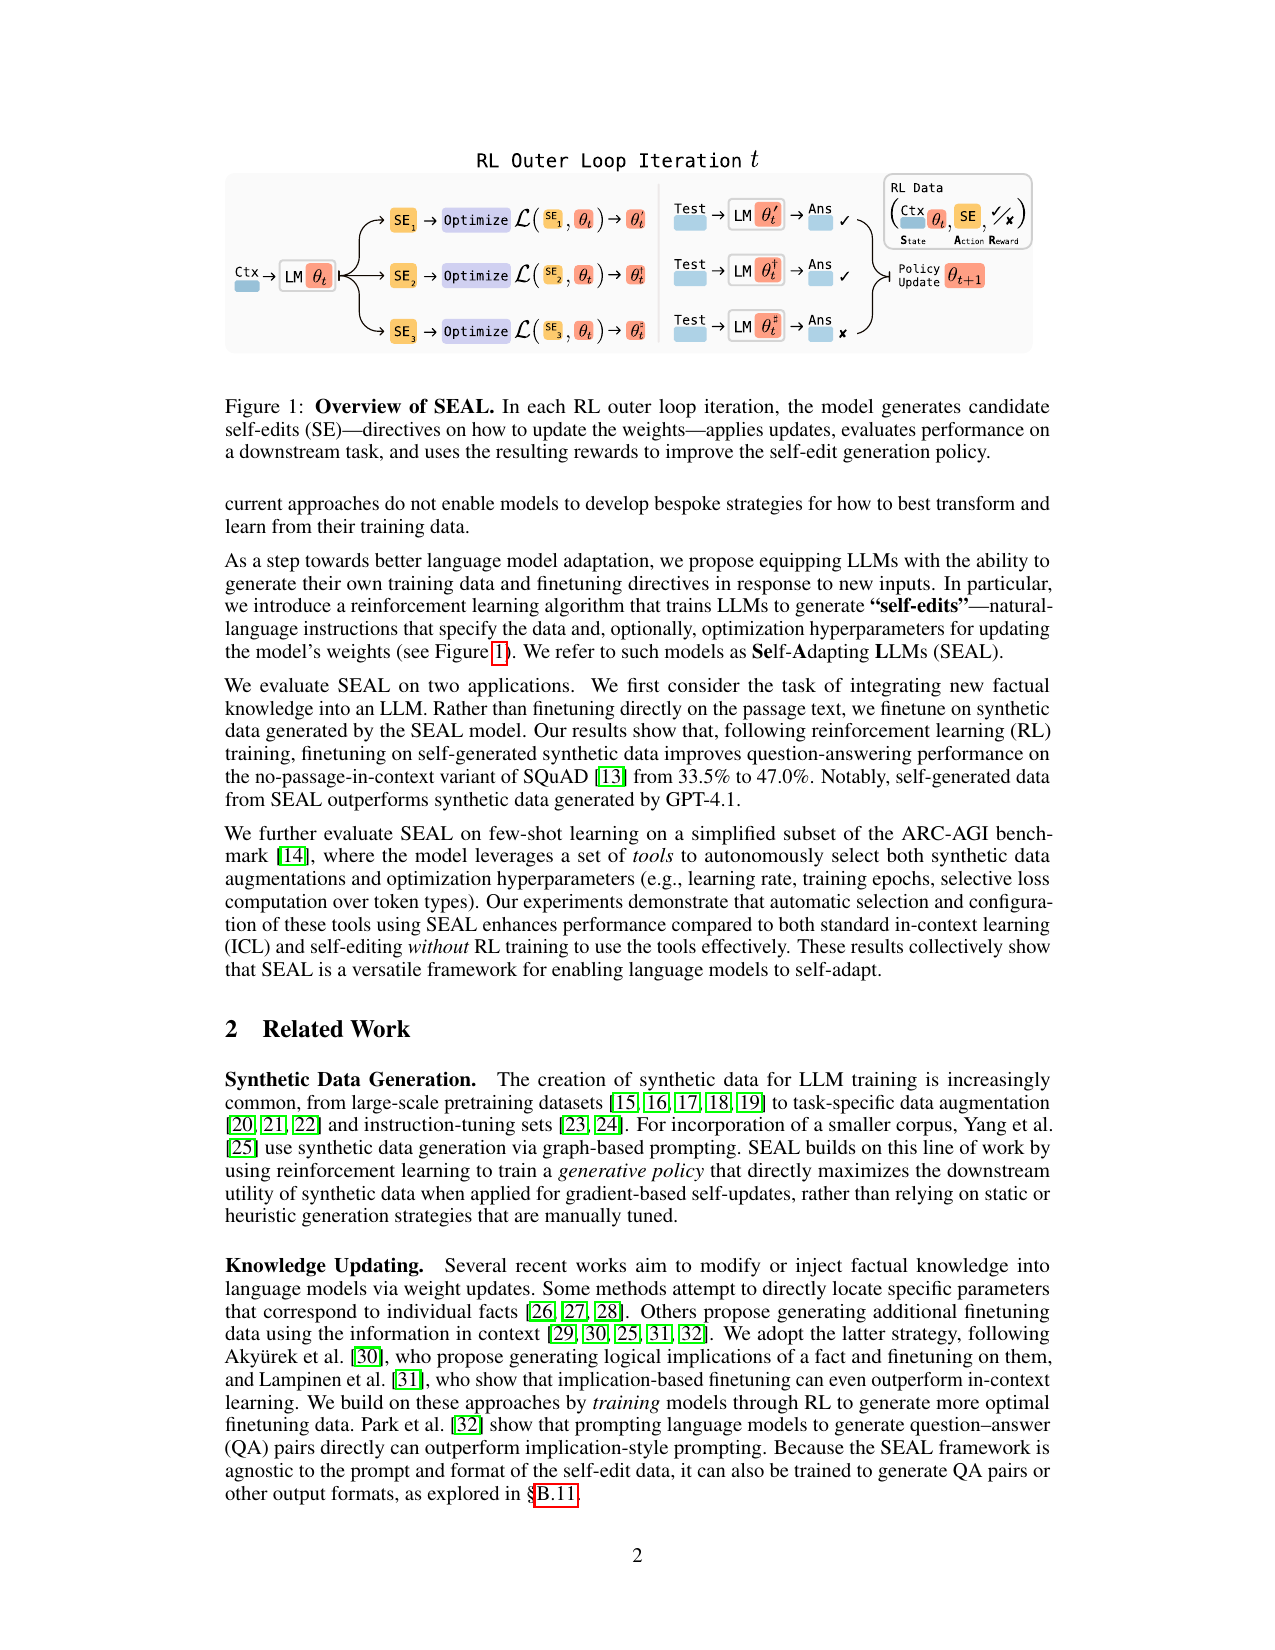 RL Outer Loop Iteration t
Ctx → LM θt
SE1 → Optimize ℒ(SE1, θt) → θt′
SE2 → Optimize ℒ(SE2, θt) → θt†
SE3 → Optimize ℒ(SE3, θt) → θt♯
Test → LM θt′ → Ans ✓
Test → LM θt† → Ans ✓
Test → LM θt♯ → Ans ✘
RL Data
(Ctx θt, SE, ✓/✘)
State Action Reward
Policy
Update θt+1
Figure 1: Overview of SEAL. In each RL outer loop iteration, the model generates candidate
self-edits (SE)—directives on how to update the weights—applies updates, evaluates performance on
a downstream task, and uses the resulting rewards to improve the self-edit generation policy.
current approaches do not enable models to develop bespoke strategies for how to best transform and
learn from their training data.
As a step towards better language model adaptation, we propose equipping LLMs with the ability to
generate their own training data and finetuning directives in response to new inputs. In particular,
we introduce a reinforcement learning algorithm that trains LLMs to generate “self-edits”—natural-
language instructions that specify the data and, optionally, optimization hyperparameters for updating
the model’s weights (see Figure 1). We refer to such models as Self-Adapting LLMs (SEAL).
We evaluate SEAL on two applications. We first consider the task of integrating new factual
knowledge into an LLM. Rather than finetuning directly on the passage text, we finetune on synthetic
data generated by the SEAL model. Our results show that, following reinforcement learning (RL)
training, finetuning on self-generated synthetic data improves question-answering performance on
the no-passage-in-context variant of SQuAD [13] from 33.5% to 47.0%. Notably, self-generated data
from SEAL outperforms synthetic data generated by GPT-4.1.
We further evaluate SEAL on few-shot learning on a simplified subset of the ARC-AGI bench-
mark [14], where the model leverages a set of tools to autonomously select both synthetic data
augmentations and optimization hyperparameters (e.g., learning rate, training epochs, selective loss
computation over token types). Our experiments demonstrate that automatic selection and configura-
tion of these tools using SEAL enhances performance compared to both standard in-context learning
(ICL) and self-editing without RL training to use the tools effectively. These results collectively show
that SEAL is a versatile framework for enabling language models to self-adapt.
2 Related Work
Synthetic Data Generation. The creation of synthetic data for LLM training is increasingly
common, from large-scale pretraining datasets [15, 16, 17, 18, 19] to task-specific data augmentation
[20, 21, 22] and instruction-tuning sets [23, 24]. For incorporation of a smaller corpus, Yang et al.
[25] use synthetic data generation via graph-based prompting. SEAL builds on this line of work by
using reinforcement learning to train a generative policy that directly maximizes the downstream
utility of synthetic data when applied for gradient-based self-updates, rather than relying on static or
heuristic generation strategies that are manually tuned.
Knowledge Updating. Several recent works aim to modify or inject factual knowledge into
language models via weight updates. Some methods attempt to directly locate specific parameters
that correspond to individual facts [26, 27, 28]. Others propose generating additional finetuning
data using the information in context [29, 30, 25, 31, 32]. We adopt the latter strategy, following
Akyürek et al. [30], who propose generating logical implications of a fact and finetuning on them,
and Lampinen et al. [31], who show that implication-based finetuning can even outperform in-context
learning. We build on these approaches by training models through RL to generate more optimal
finetuning data. Park et al. [32] show that prompting language models to generate question–answer
(QA) pairs directly can outperform implication-style prompting. Because the SEAL framework is
agnostic to the prompt and format of the self-edit data, it can also be trained to generate QA pairs or
other output formats, as explored in §B.11.
2